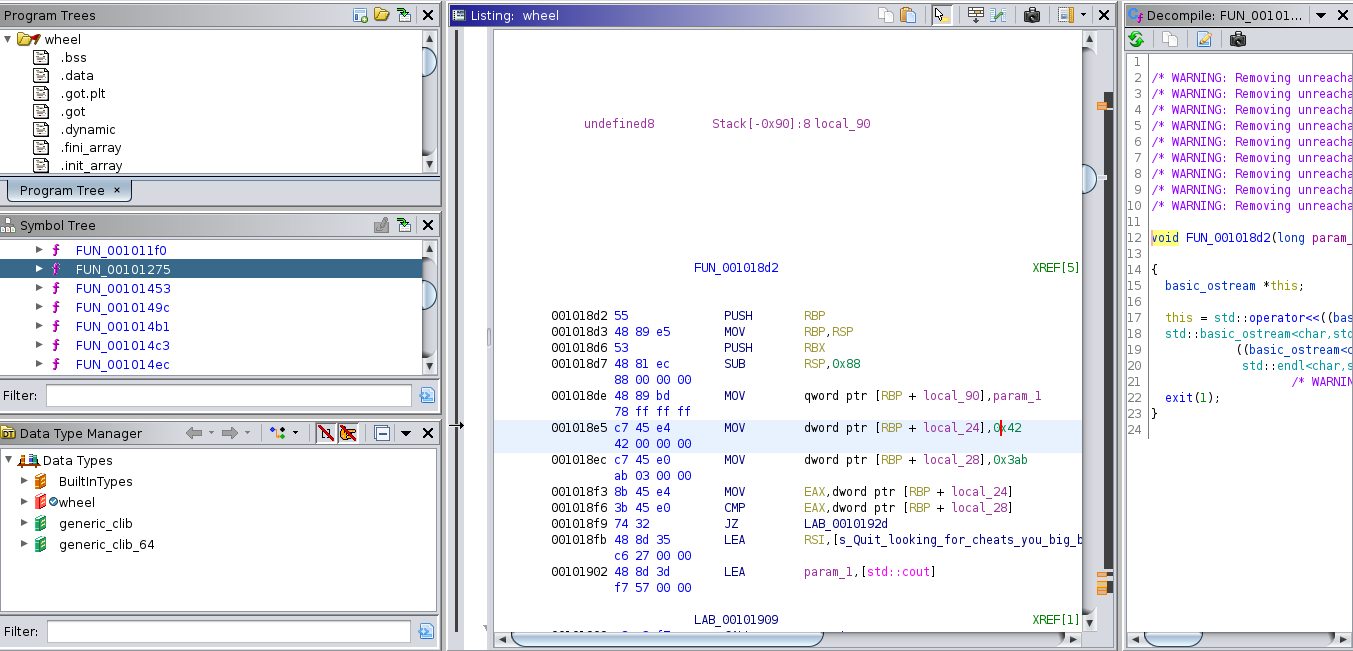 Program Trees
wheel
.bss
.data
.got.plt
.got
.dynamic
.fini_array
.init_array
Program Tree ×
Symbol Tree
FUN_001011f0
FUN_00101275
FUN_00101453
FUN_0010149c
FUN_001014b1
FUN_001014c3
FUN_001014ec
Filter:
Data Type Manager
Data Types
BuiltInTypes
wheel
generic_clib
generic_clib_64
Filter:
Listing: wheel
undefined8 Stack[-0x90]:8 local_90
FUN_001018d2 XREF[5]
001018d2 55 PUSH RBP
001018d3 48 89 e5 MOV RBP,RSP
001018d6 53 PUSH RBX
001018d7 48 81 ec SUB RSP,0x88
88 00 00 00
001018de 48 89 bd MOV qword ptr [RBP + local_90],param_1
78 ff ff ff
001018e5 c7 45 e4 MOV dword ptr [RBP + local_24],0x42
42 00 00 00
001018ec c7 45 e0 MOV dword ptr [RBP + local_28],0x3ab
ab 03 00 00
001018f3 8b 45 e4 MOV EAX,dword ptr [RBP + local_24]
001018f6 3b 45 e0 CMP EAX,dword ptr [RBP + local_28]
001018f9 74 32 JZ LAB_0010192d
001018fb 48 8d 35 LEA RSI,[s_Quit_looking_for_cheats_you_big_b
c6 27 00 00
00101902 48 8d 3d LEA param_1,[std::cout]
f7 57 00 00
LAB_00101909 XREF[1]
Decompile: FUN_00101...
1
2 /* WARNING: Removing unreacha
3 /* WARNING: Removing unreacha
4 /* WARNING: Removing unreacha
5 /* WARNING: Removing unreacha
6 /* WARNING: Removing unreacha
7 /* WARNING: Removing unreacha
8 /* WARNING: Removing unreacha
9 /* WARNING: Removing unreacha
10 /* WARNING: Removing unreacha
11
12 void FUN_001018d2(long param_
13
14 {
15 basic_ostream *this;
16
17 this = std::operator<<((bas
18 std::basic_ostream<char,std
19 ((basic_ostream<c
20 std::endl<char,s
21 /* WARNIN
22 exit(1);
23 }
24